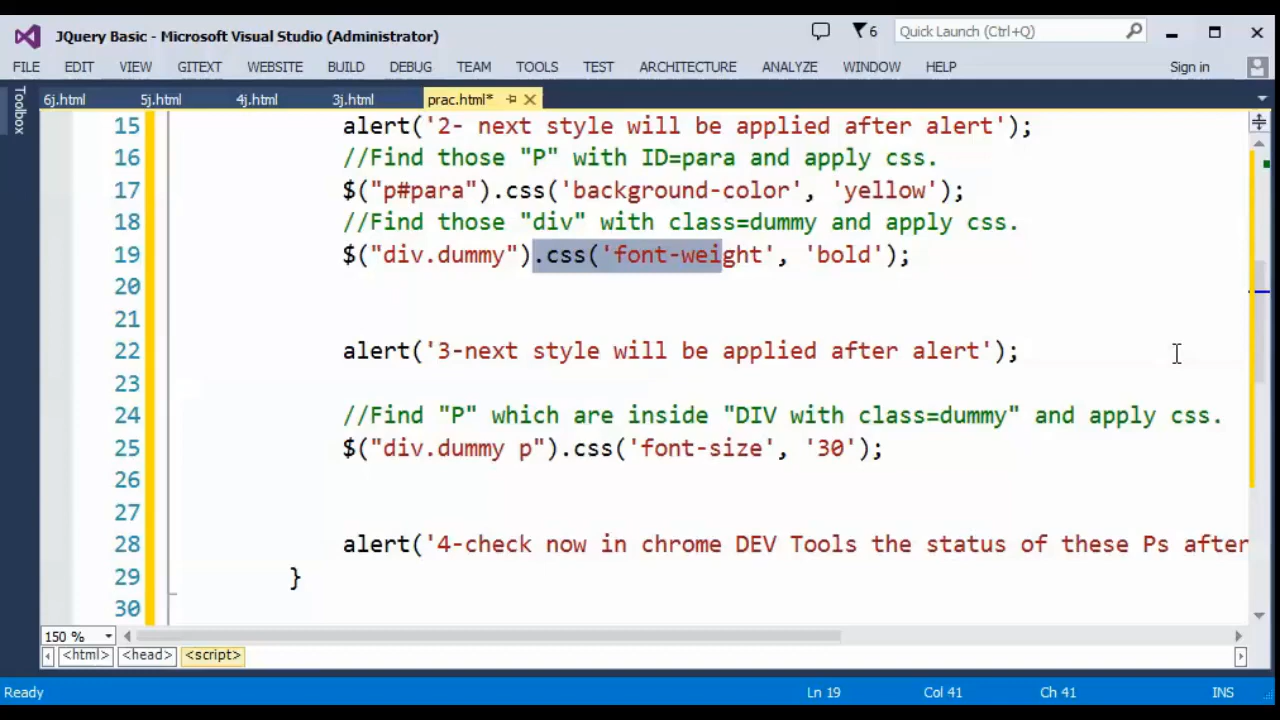 JQuery Basic - Microsoft Visual Studio (Administrator)
6
Quick Launch (Ctrl+Q)
FILE EDIT VIEW GITEXT WEBSITE BUILD DEBUG TEAM TOOLS TEST ARCHITECTURE ANALYZE WINDOW HELP Sign in
Toolbox
6j.html 5j.html 4j.html 3j.html prac.html*
15 alert('2- next style will be applied after alert');
16 //Find those "P" with ID=para and apply css.
17 $("p#para").css('background-color', 'yellow');
18 //Find those "div" with class=dummy and apply css.
19 $("div.dummy").css('font-weight', 'bold');
20
21
22 alert('3-next style will be applied after alert');
23
24 //Find "P" which are inside "DIV with class=dummy" and apply css.
25 $("div.dummy p").css('font-size', '30');
26
27
28 alert('4-check now in chrome DEV Tools the status of these Ps after
29 }
30
150 %
<html> <head> <script>
Ready Ln 19 Col 41 Ch 41 INS